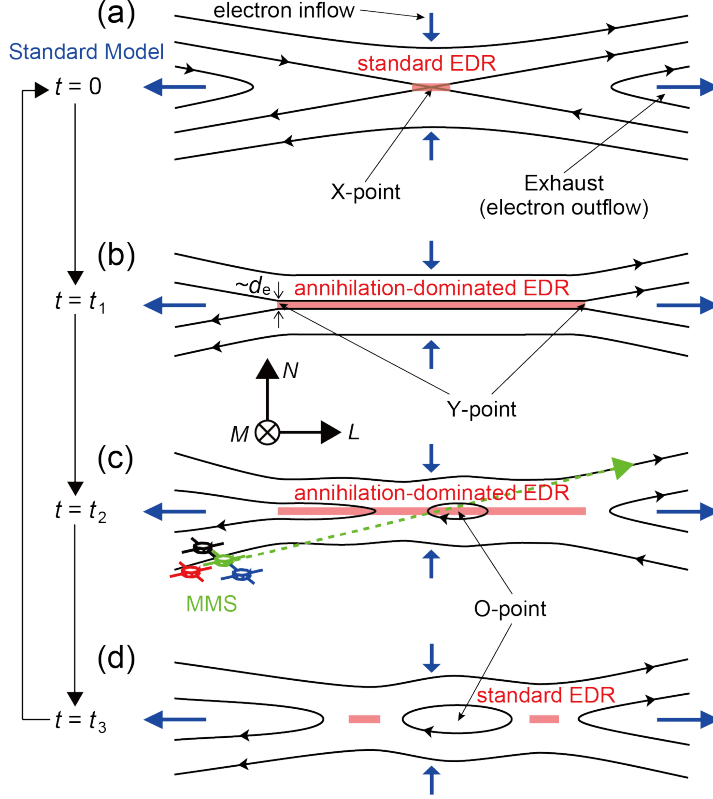 (a)
electron inflow
Standard Model
standard EDR
t = 0
X-point
Exhaust
(electron outflow)
(b)
annihilation-dominated EDR
~dₑ
t = t₁
N
M
L
Y-point
(c)
annihilation-dominated EDR
t = t₂
MMS
O-point
(d)
standard EDR
t = t₃